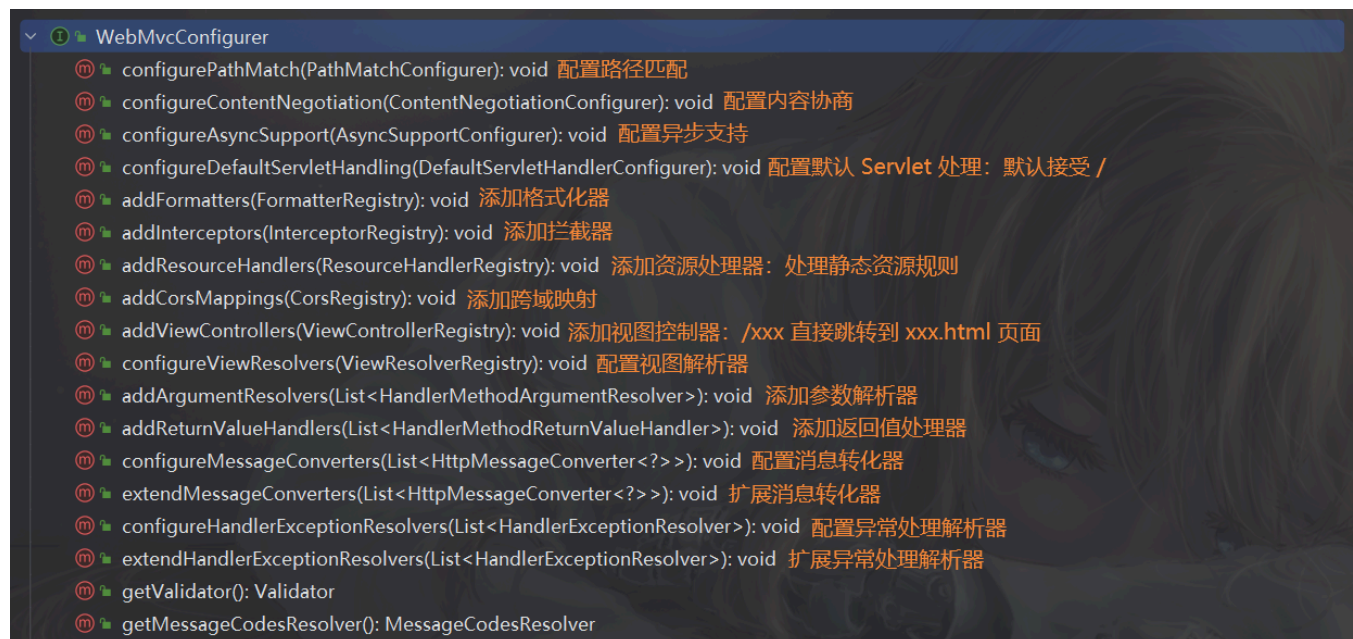 WebMvcConfigurer
configurePathMatch(PathMatchConfigurer): void 配置路径匹配
configureContentNegotiation(ContentNegotiationConfigurer): void 配置内容协商
configureAsyncSupport(AsyncSupportConfigurer): void 配置异步支持
configureDefaultServletHandling(DefaultServletHandlerConfigurer): void 配置默认 Servlet 处理：默认接受 /
addFormatters(FormatterRegistry): void 添加格式化器
addInterceptors(InterceptorRegistry): void 添加拦截器
addResourceHandlers(ResourceHandlerRegistry): void 添加资源处理器：处理静态资源规则
addCorsMappings(CorsRegistry): void 添加跨域映射
addViewControllers(ViewControllerRegistry): void 添加视图控制器：/xxx 直接跳转到 xxx.html 页面
configureViewResolvers(ViewResolverRegistry): void 配置视图解析器
addArgumentResolvers(List<HandlerMethodArgumentResolver>): void 添加参数解析器
addReturnValueHandlers(List<HandlerMethodReturnValueHandler>): void 添加返回值处理器
configureMessageConverters(List<HttpMessageConverter<?>>): void 配置消息转化器
extendMessageConverters(List<HttpMessageConverter<?>>): void 扩展消息转化器
configureHandlerExceptionResolvers(List<HandlerExceptionResolver>): void 配置异常处理解析器
extendHandlerExceptionResolvers(List<HandlerExceptionResolver>): void 扩展异常处理解析器
getValidator(): Validator
getMessageCodesResolver(): MessageCodesResolver